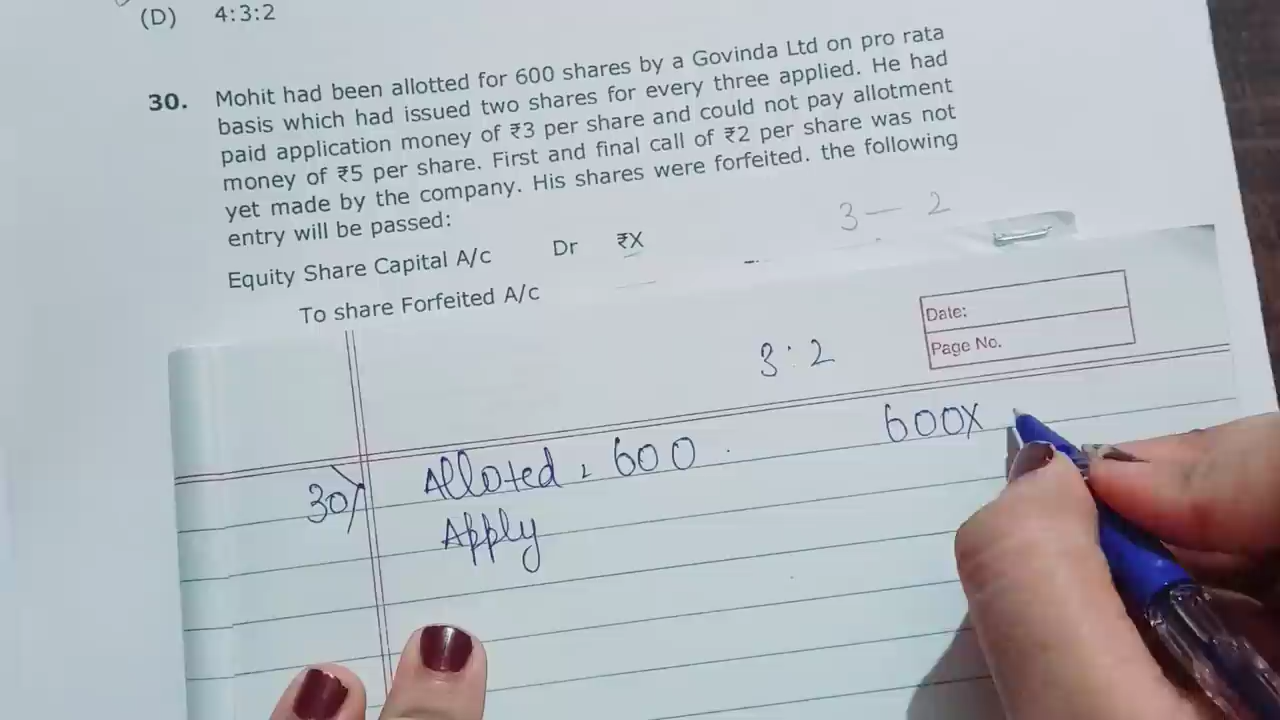 (D) 4:3:2
30. Mohit had been allotted for 600 shares by a Govinda Ltd on pro rata
basis which had issued two shares for every three applied. He had
paid application money of ₹3 per share and could not pay allotment
money of ₹5 per share. First and final call of ₹2 per share was not
yet made by the company. His shares were forfeited. the following
entry will be passed:
3 — 2
Equity Share Capital A/c Dr ₹X
To share Forfeited A/c
Date:
Page No.
3 : 2
600X
30) Alloted = 600
Apply